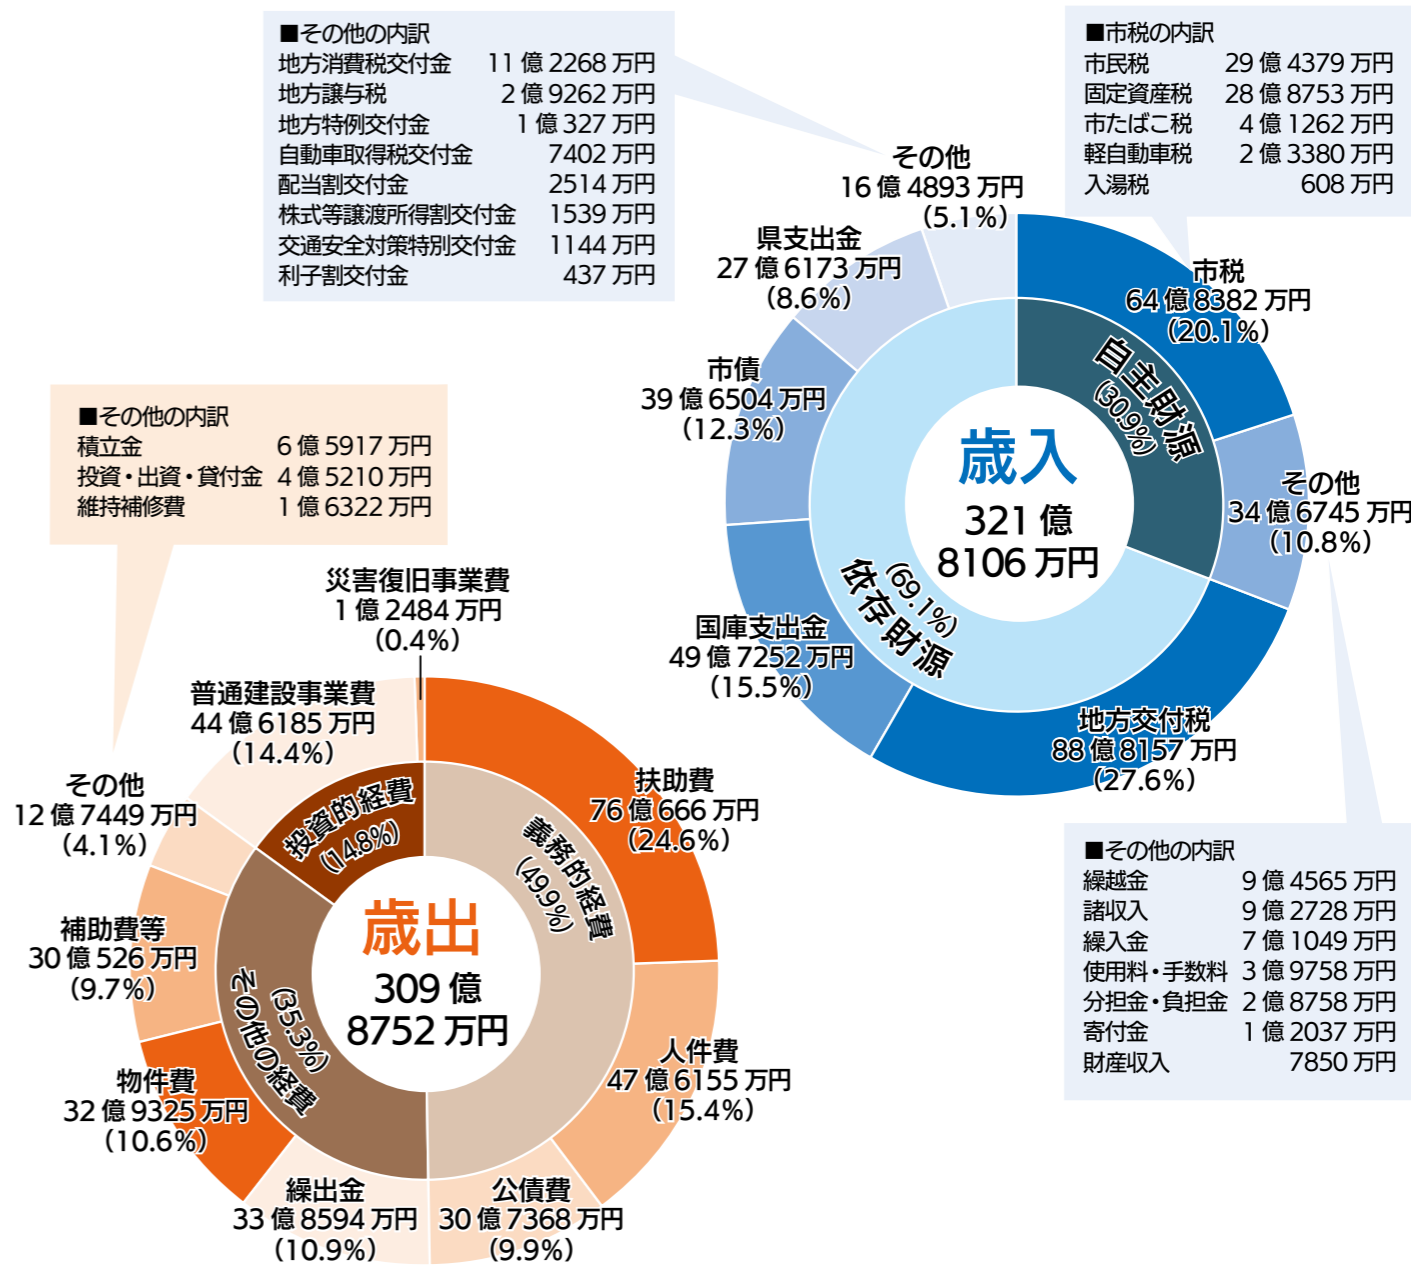 ■その他の内訳
地方消費税交付金 11億2268万円
地方譲与税 2億9262万円
地方特例交付金 1億327万円
自動車取得税交付金 7402万円
配当割交付金 2514万円
株式等譲渡所得割交付金 1539万円
交通安全対策特別交付金 1144万円
利子割交付金 437万円
■市税の内訳
市民税 29億4379万円
固定資産税 28億8753万円
市たばこ税 4億1262万円
軽自動車税 2億3380万円
入湯税 608万円
その他
16億4893万円
(5.1%)
県支出金
27億6173万円
(8.6%)
市債
39億6504万円
(12.3%)
国庫支出金
49億7252万円
(15.5%)
市税
64億8382万円
(20.1%)
その他
34億6745万円
(10.8%)
地方交付税
88億8157万円
(27.6%)
自主財源
(30.9%)
依存財源
(69.1%)
歳入
321億
8106万円
■その他の内訳
繰越金 9億4565万円
諸収入 9億2728万円
繰入金 7億1049万円
使用料・手数料 3億9758万円
分担金・負担金 2億8758万円
寄付金 1億2037万円
財産収入 7850万円
■その他の内訳
積立金 6億5917万円
投資・出資・貸付金 4億5210万円
維持補修費 1億6322万円
災害復旧事業費
1億2484万円
(0.4%)
普通建設事業費
44億6185万円
(14.4%)
その他
12億7449万円
(4.1%)
補助費等
30億526万円
(9.7%)
物件費
32億9325万円
(10.6%)
繰出金
33億8594万円
(10.9%)
公債費
30億7368万円
(9.9%)
人件費
47億6155万円
(15.4%)
扶助費
76億666万円
(24.6%)
投資的経費
(14.8%)
義務的経費
(49.9%)
その他の経費
(35.3%)
歳出
309億
8752万円